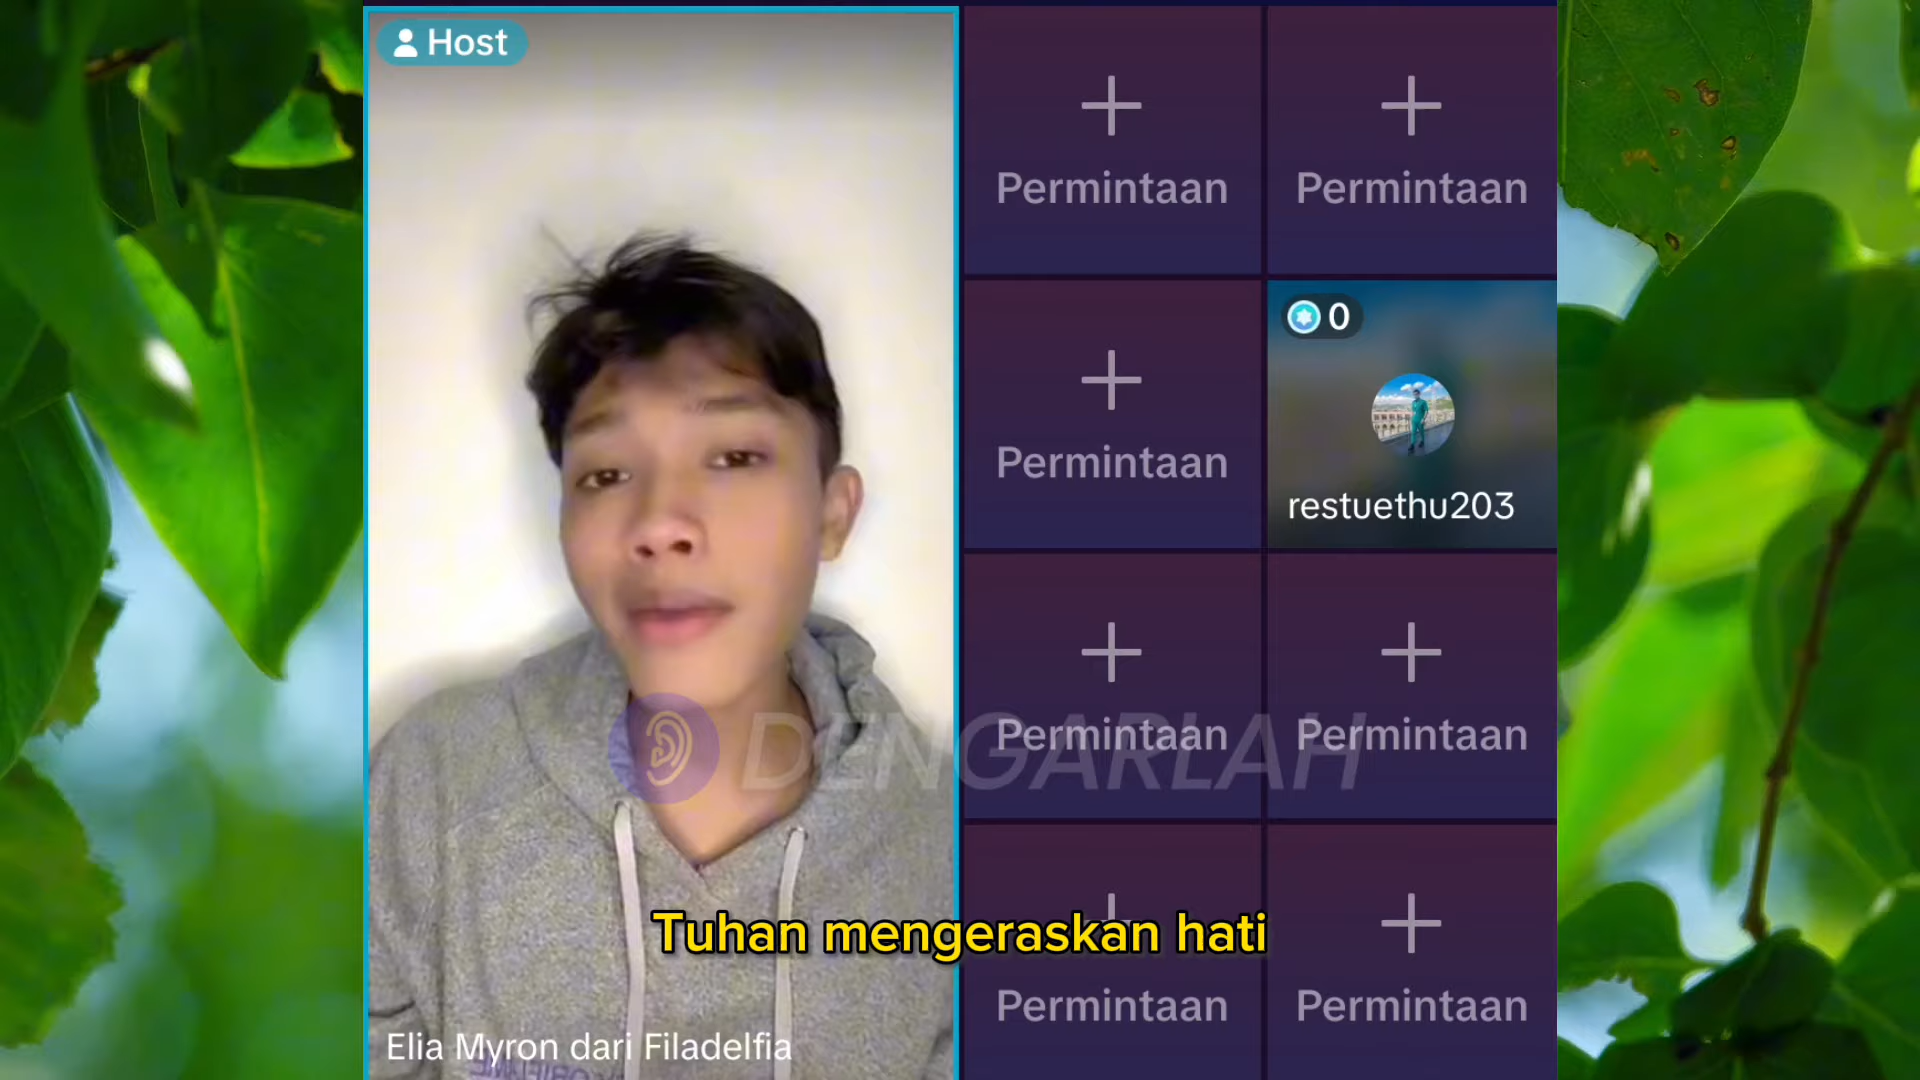 Host
Permintaan
Permintaan
Permintaan
0
restuethu203
Permintaan
Permintaan
DENGARLAH
Tuhan mengeraskan hati
Permintaan
Permintaan
Elia Myron dari Filadelfia